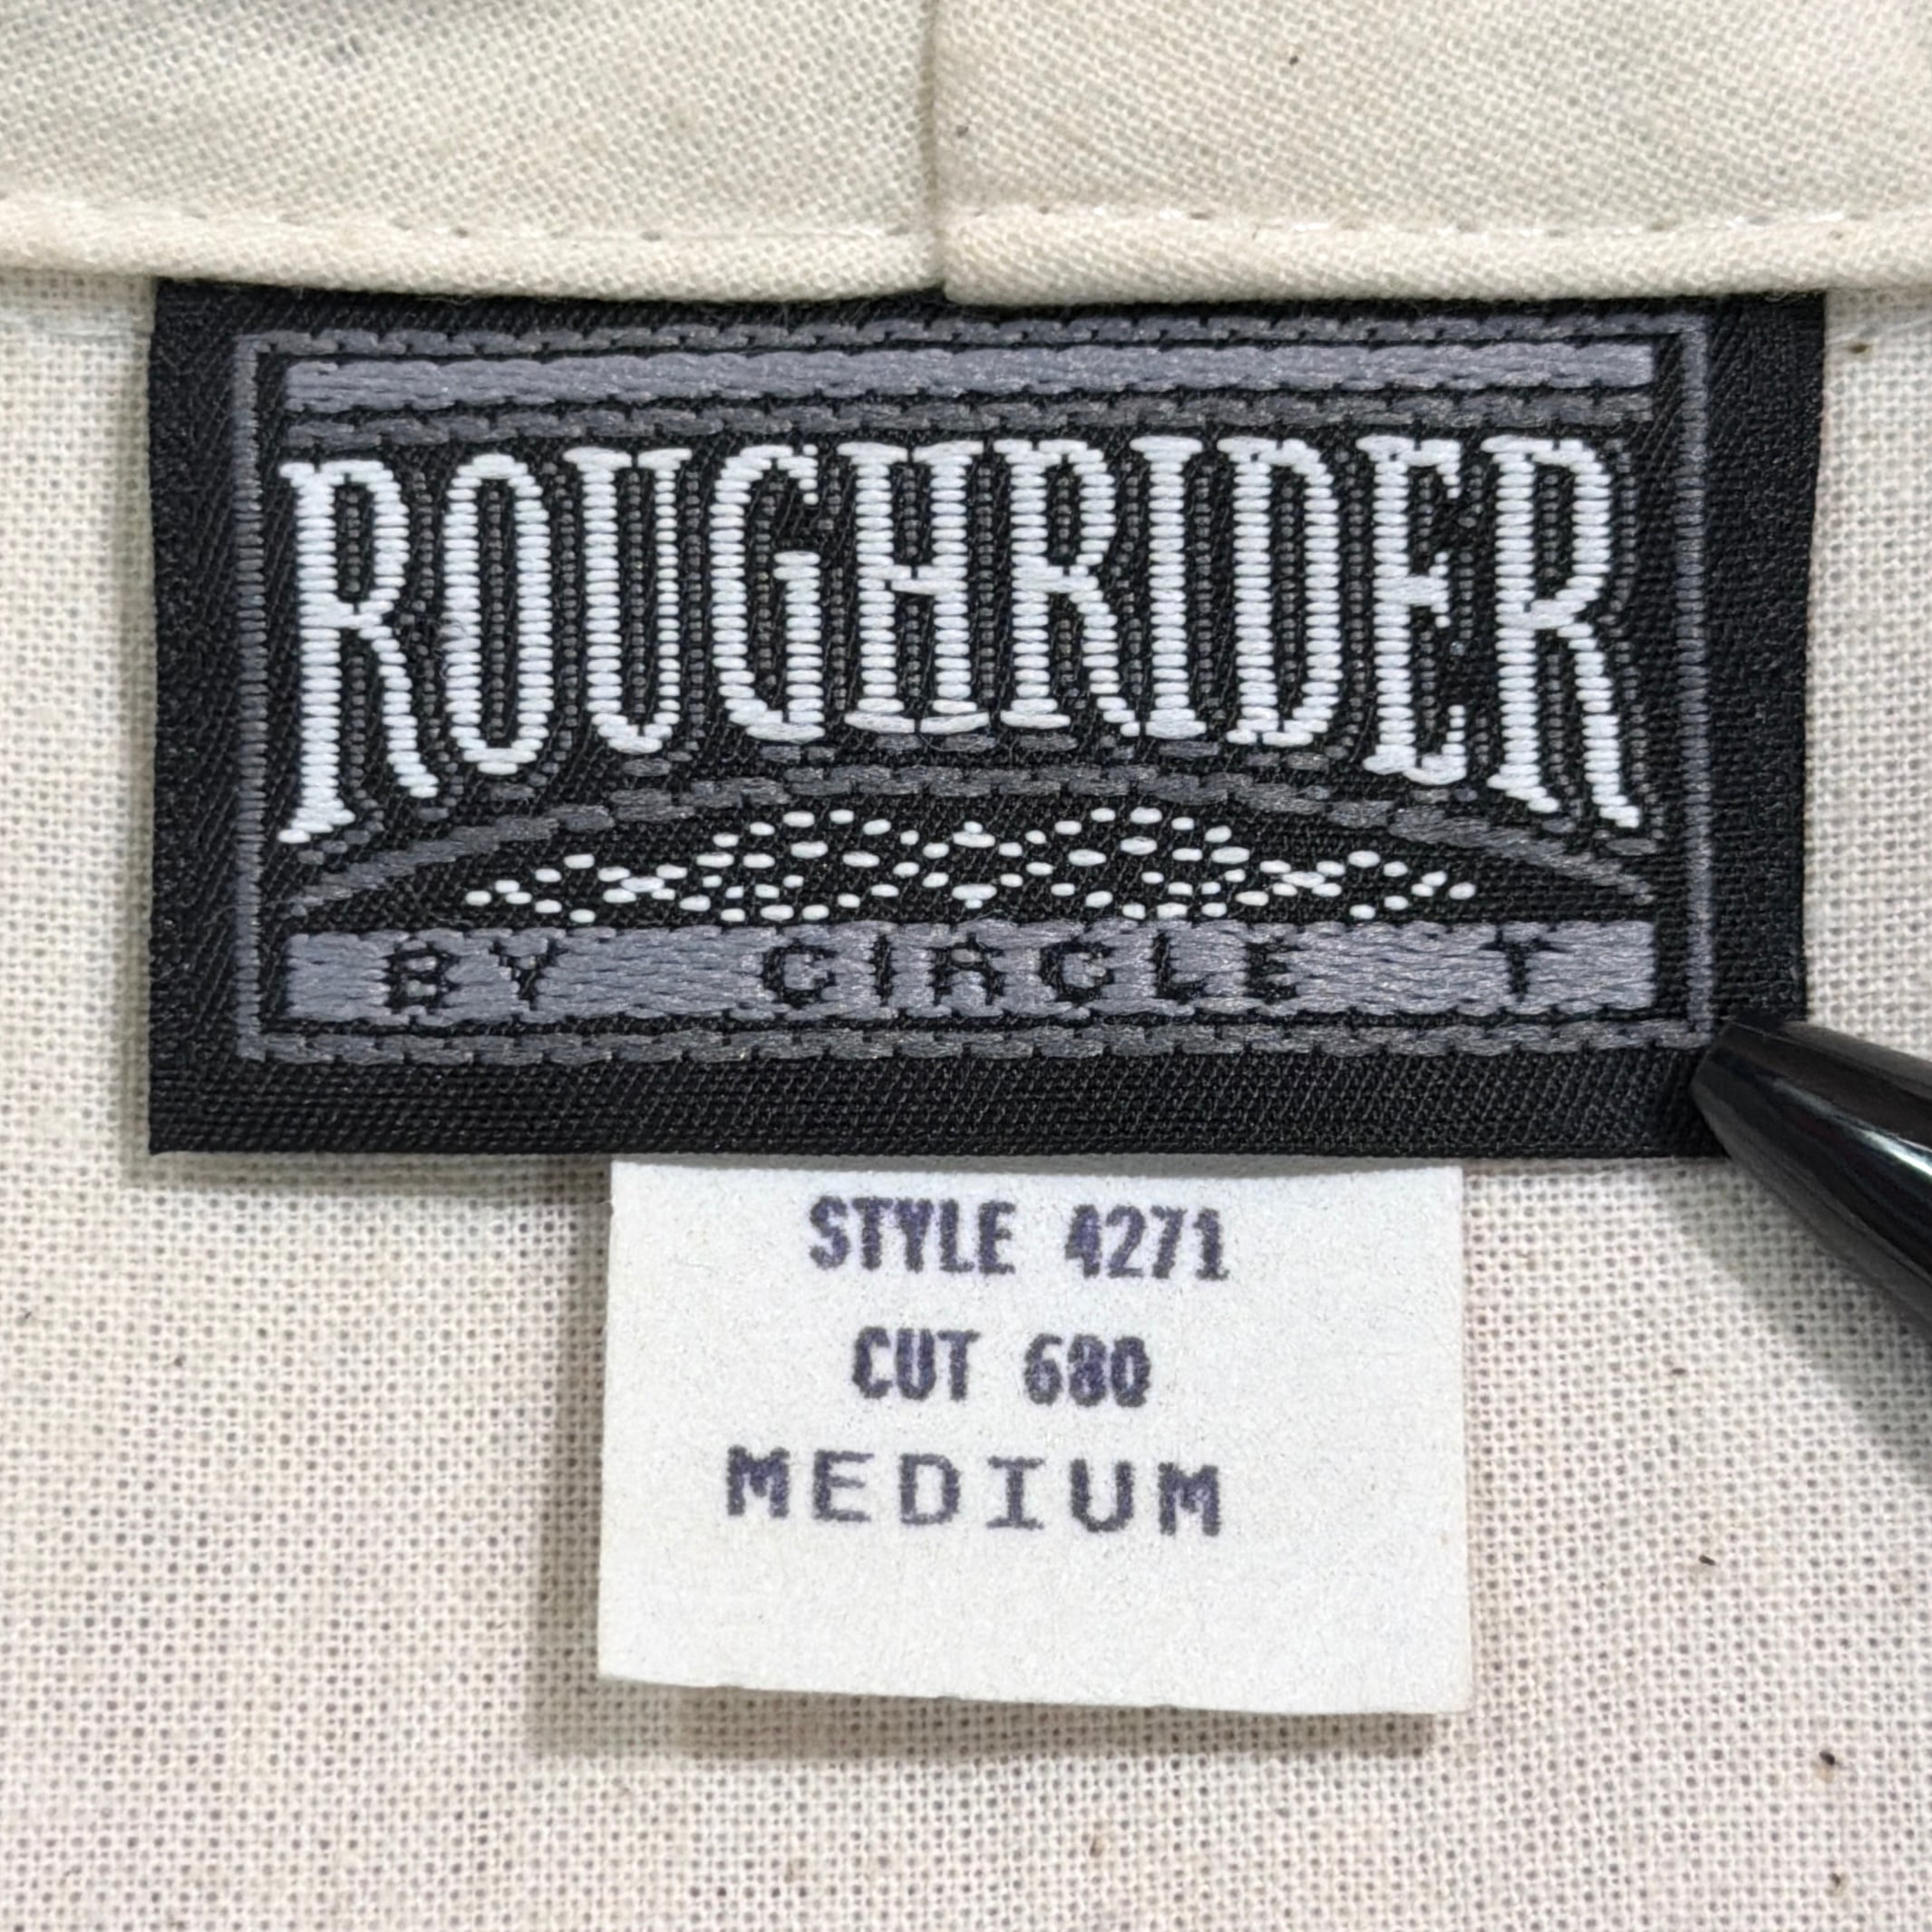 ROUGHRIDER
BY CIRCLE T
STYLE 4271
CUT 680
MEDIUM